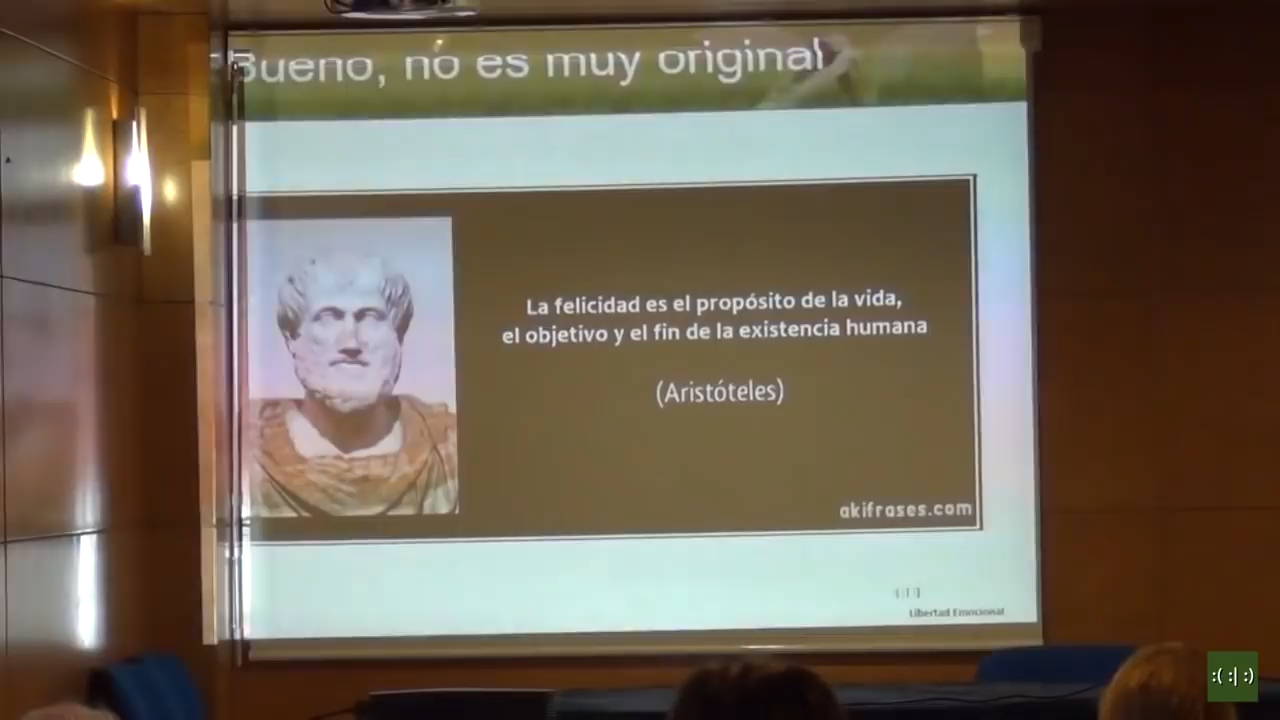 Bueno, no es muy original
La felicidad es el propósito de la vida,
el objetivo y el fin de la existencia humana
(Aristóteles)
akifrases.com
Libertad Emocional
:( :| :)